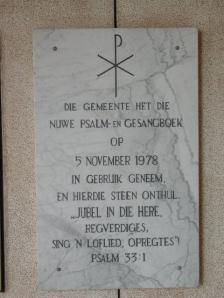 DIE GEMEENTE HET DIE
NUWE PSALM- EN GESANGBOEK
OP
5 NOVEMBER 1978
IN GEBRUIK GENEEM,
EN HIERDIE STEEN ONTHUL.
„JUBEL IN DIE HERE,
REGVERDIGES,
SING 'N LOFLIED, OPREGTES"!
PSALM 33:1